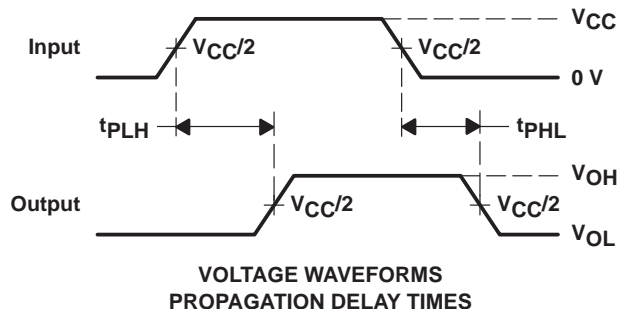 VCC
Input VCC/2 VCC/2
0 V
tPLH tPHL
VOH
Output VCC/2 VCC/2
VOL
VOLTAGE WAVEFORMS
PROPAGATION DELAY TIMES